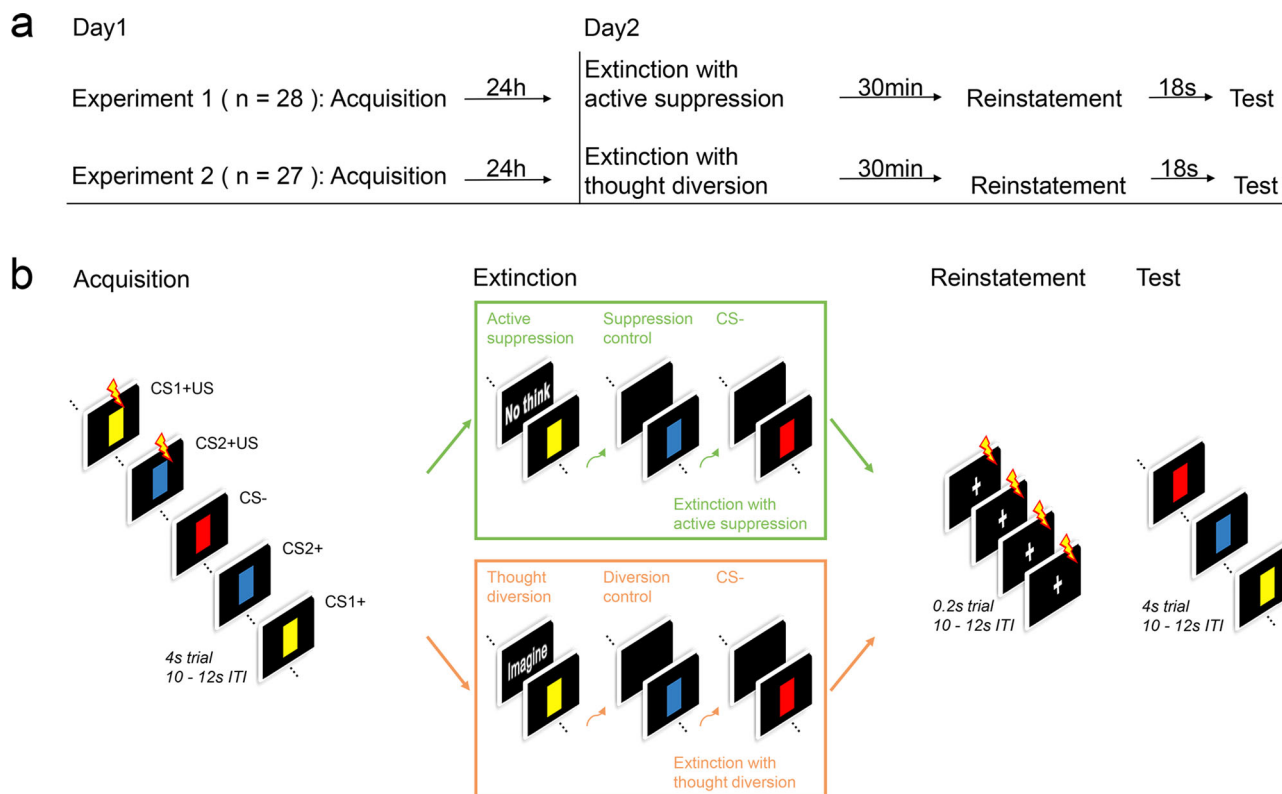 a
Day1
Day2
Experiment 1 ( n = 28 ): Acquisition
24h
Extinction with
active suppression
30min
Reinstatement
18s
Test
Experiment 2 ( n = 27 ): Acquisition
24h
Extinction with
thought diversion
30min
Reinstatement
18s
Test
b
Acquisition
Extinction
Reinstatement
Test
CS1+US
CS2+US
CS-
CS2+
CS1+
4s trial
10 - 12s ITI
Active
suppression
Suppression
control
CS-
No think
Extinction with
active suppression
Thought
diversion
Diversion
control
CS-
Imagine
Extinction with
thought diversion
0.2s trial
10 - 12s ITI
4s trial
10 - 12s ITI